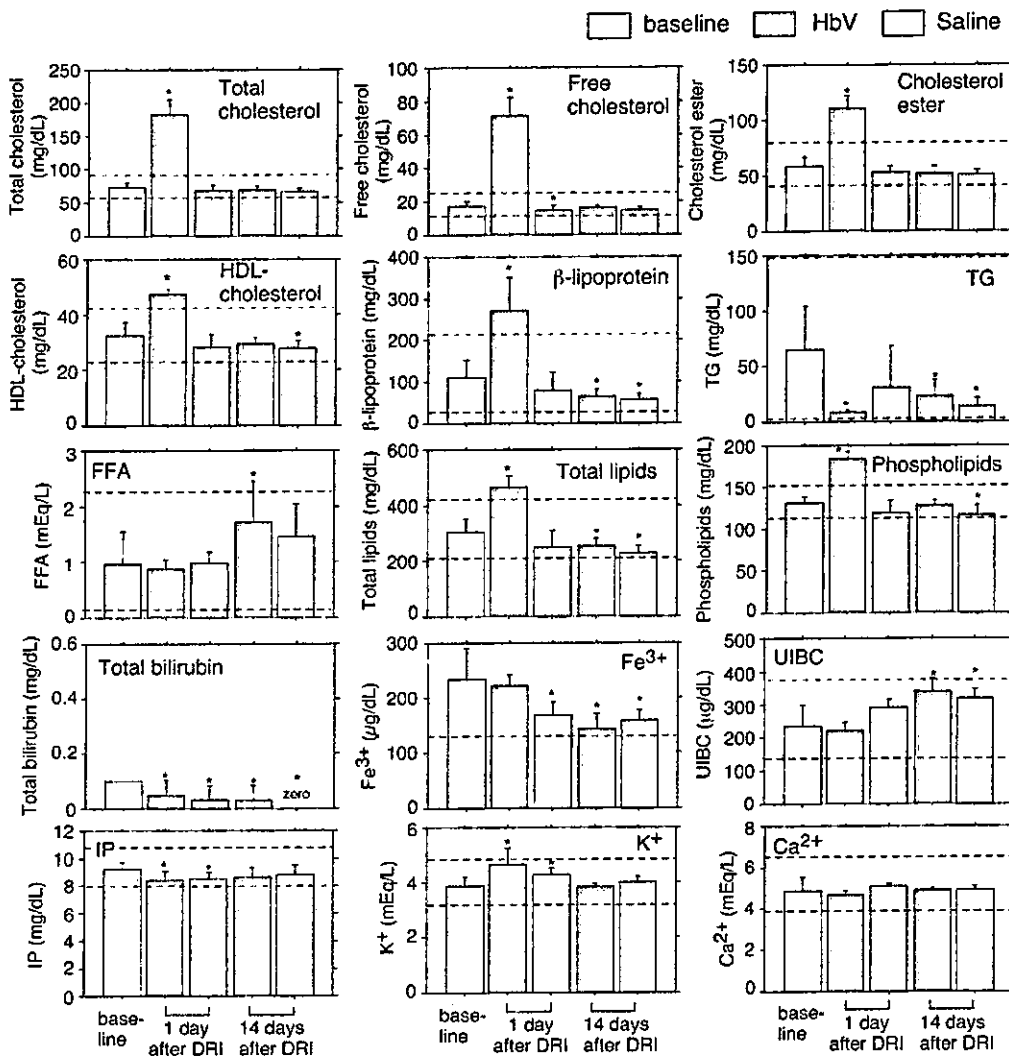 baseline HbV Saline
Total cholesterol
(mg/dL)
250
200
150
100
50
0
Total
cholesterol
*
Free cholesterol
(mg/dL)
100
80
60
40
20
0
Free
cholesterol
*
*
Cholesterol ester
(mg/dL)
150
100
50
0
Cholesterol
ester
*
HDL-cholesterol
(mg/dL)
60
40
20
0
HDL-
cholesterol
*
*
β-lipoprotein (mg/dL)
400
300
200
100
0
β-lipoprotein
*
*
*
TG (mg/dL)
150
100
50
0
TG
*
*
*
FFA (mEq/L)
3
2
1
0
FFA
*
Total lipids
(mg/dL)
600
400
200
0
Total lipids
*
*
*
Phospholipids (mg/dL)
200
150
100
50
0
Phospholipids
*
*
Total bilirubin (mg/dL)
0.6
0.4
0.2
0
Total bilirubin
*
*
*
*
zero
Fe3+
(μg/dL)
300
200
100
0
Fe3+
*
*
*
UIBC
(μg/dL)
500
400
300
200
100
0
UIBC
*
*
IP
(mg/dL)
12
10
8
6
4
2
0
IP
*
*
K+
(mEq/L)
6
4
2
0
K+
*
*
Ca2+
(mEq/L)
8
6
4
2
0
Ca2+
base-
line
1 day
after DRI
14 days
after DRI
base-
line
1 day
after DRI
14 days
after DRI
base-
line
1 day
after DRI
14 days
after DRI